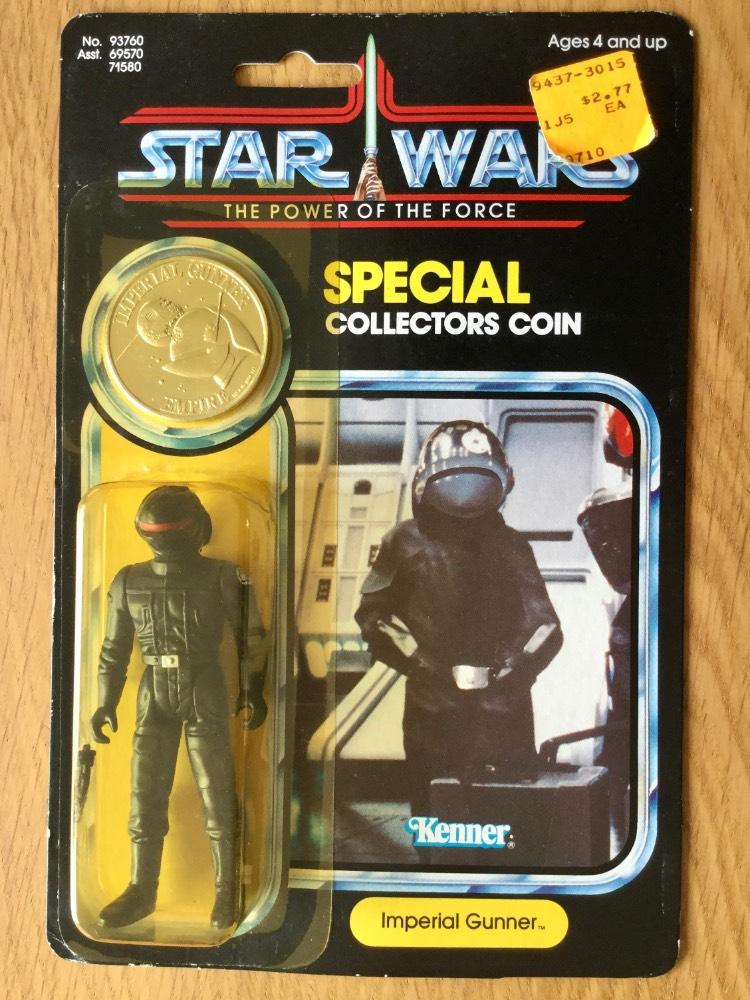 No. 93760
Asst. 69570
71580
Ages 4 and up
9437-3015
$2.77
1J5 EA
9710
STAR WARS
THE POWER OF THE FORCE
SPECIAL
COLLECTORS COIN
IMPERIAL GUNNER
EMPIRE
Kenner®
Imperial Gunner™